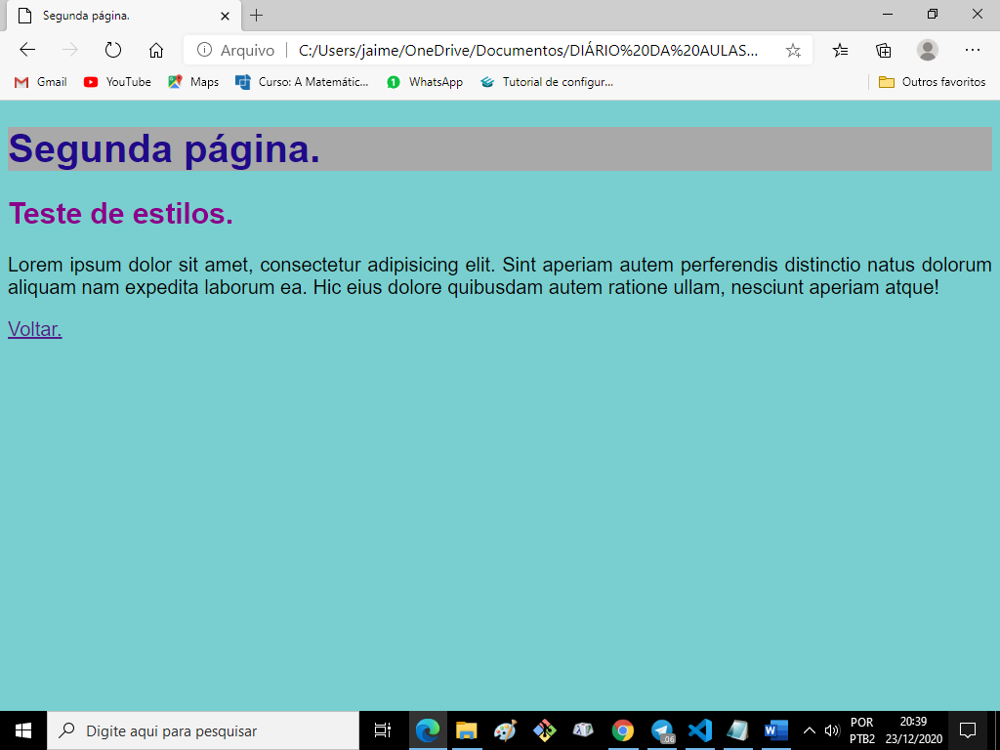 Segunda página.
Arquivo
C:/Users/jaime/OneDrive/Documentos/DIÁRIO%20DA%20AULAS...
Gmail
YouTube
Maps
Curso: A Matemátic...
1
WhatsApp
Tutorial de configur...
Outros favoritos
Segunda página.
Teste de estilos.
Lorem ipsum dolor sit amet, consectetur adipisicing elit. Sint aperiam autem perferendis distinctio natus dolorum
aliquam nam expedita laborum ea. Hic eius dolore quibusdam autem ratione ullam, nesciunt aperiam atque!
Voltar.
Digite aqui para pesquisar
.06
POR
PTB2
20:39
23/12/2020